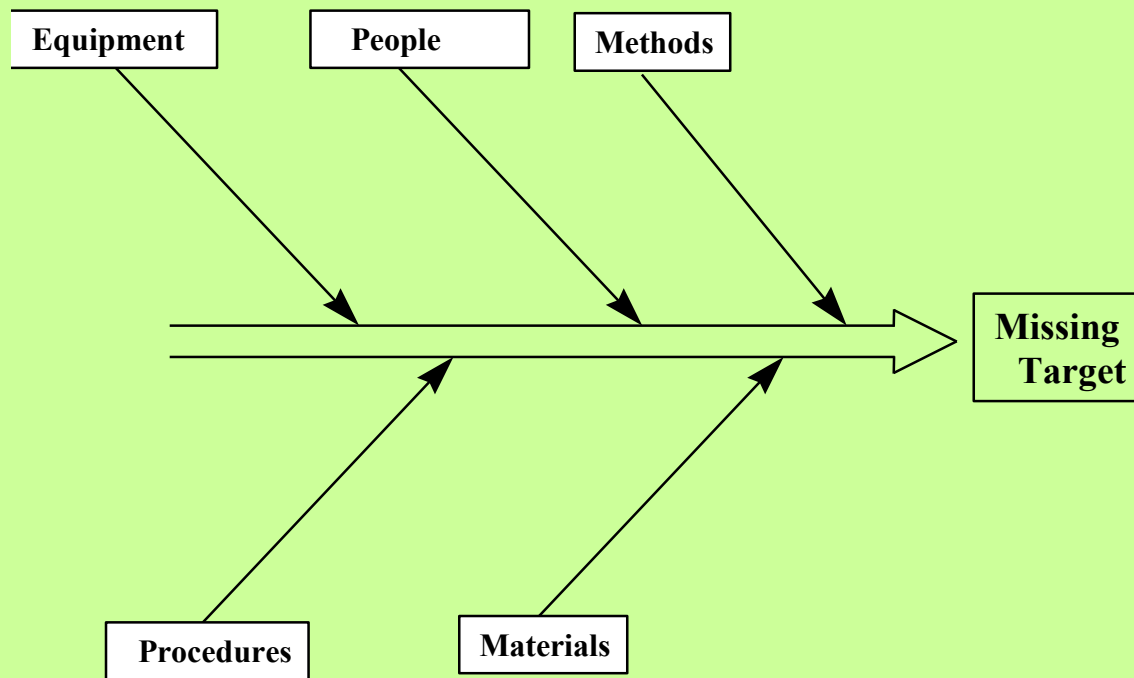 Equipment
People
Methods
Missing
Target
Procedures
Materials